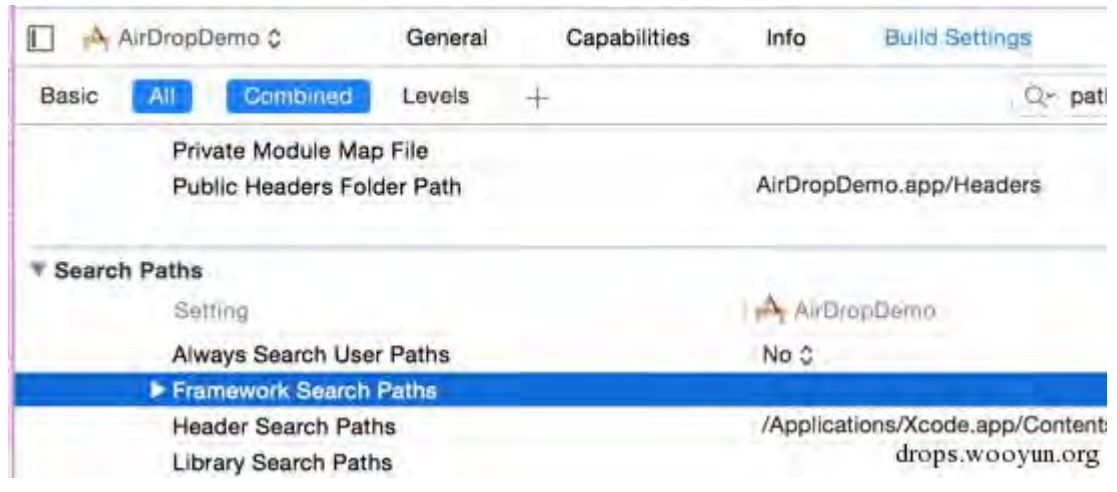 AirDropDemo General Capabilities Info Build Settings
Basic All Combined Levels + path
Private Module Map File
Public Headers Folder Path AirDropDemo.app/Headers
Search Paths
Setting AirDropDemo
Always Search User Paths No
Framework Search Paths
Header Search Paths /Applications/Xcode.app/Contents
Library Search Paths
drops.wooyun.org